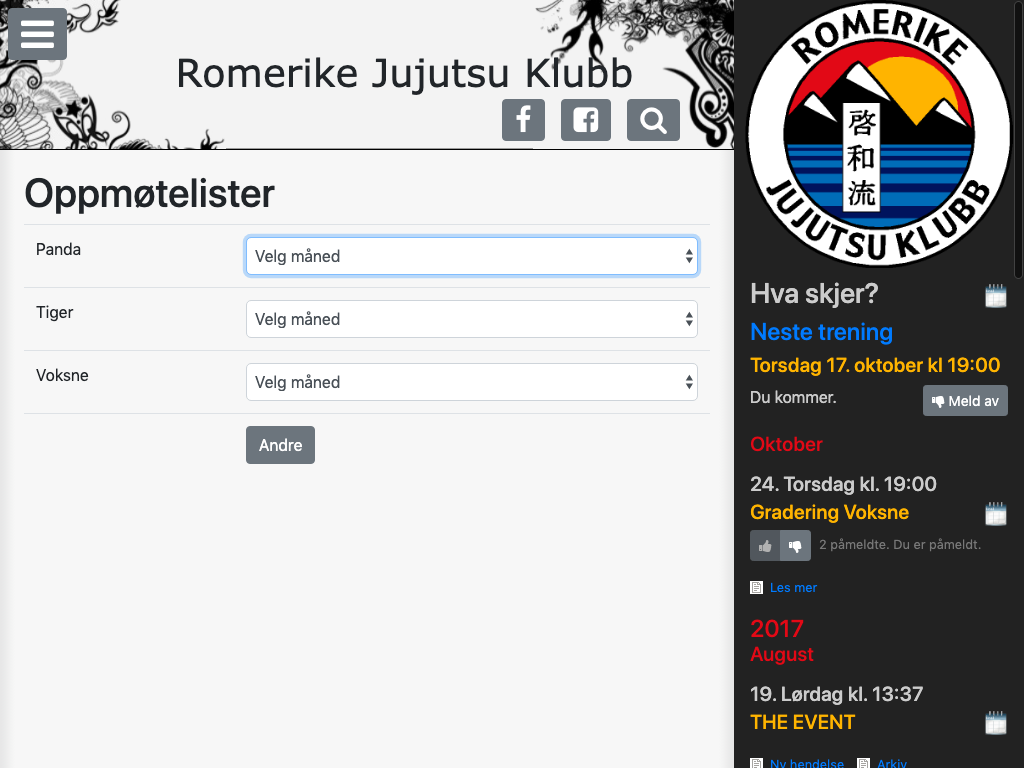 Romerike Jujutsu Klubb
Oppmøtelister
Panda
Velg måned
Tiger
Velg måned
Voksne
Velg måned
Andre
ROMERIKE
啓和流
JUJUTSU KLUBB
Hva skjer?
Neste trening
Torsdag 17. oktober kl 19:00
Du kommer.
Meld av
Oktober
24. Torsdag kl. 19:00
Gradering Voksne
2 påmeldte. Du er påmeldt.
Les mer
2017
August
19. Lørdag kl. 13:37
THE EVENT
Ny hendelse Arkiv